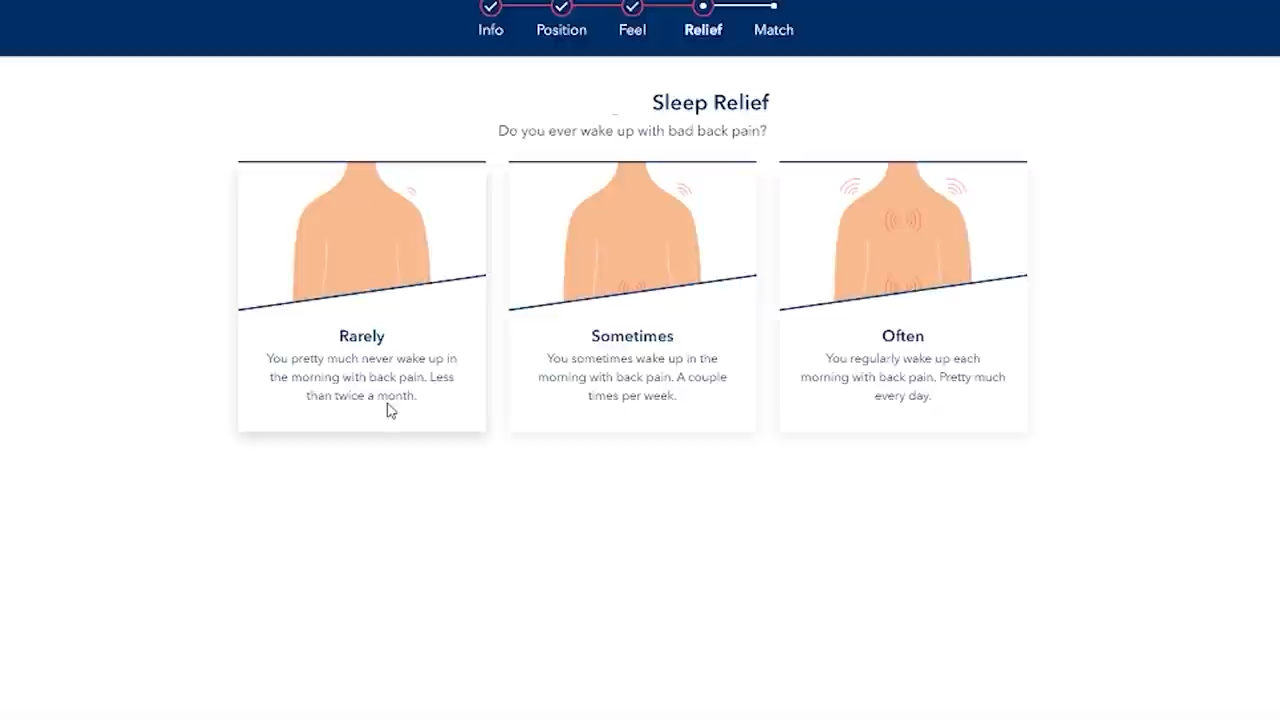 Info Position Feel Relief Match
Sleep Relief
Do you ever wake up with bad back pain?
Rarely
You pretty much never wake up in
the morning with back pain. Less
than twice a month.
Sometimes
You sometimes wake up in the
morning with back pain. A couple
times per week.
Often
You regularly wake up each
morning with back pain. Pretty much
every day.